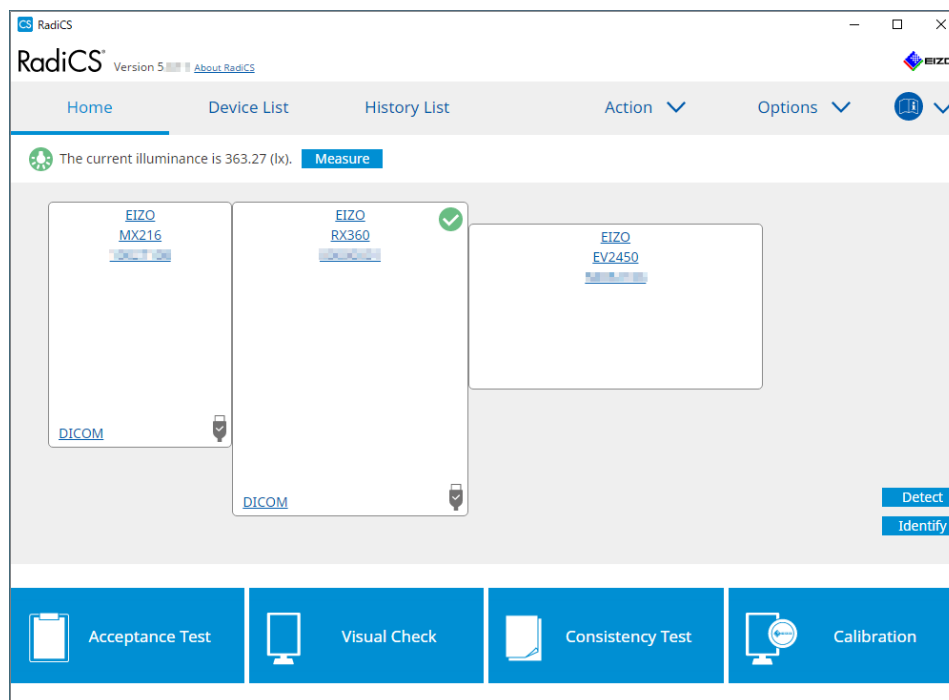 CS RadiCS
RadiCS® Version 5. About RadiCS
EIZO
Home Device List History List Action Options
The current illuminance is 363.27 (lx). Measure
EIZO
MX216
DICOM
EIZO
RX360
DICOM
EIZO
EV2450
Detect
Identify
Acceptance Test Visual Check Consistency Test Calibration